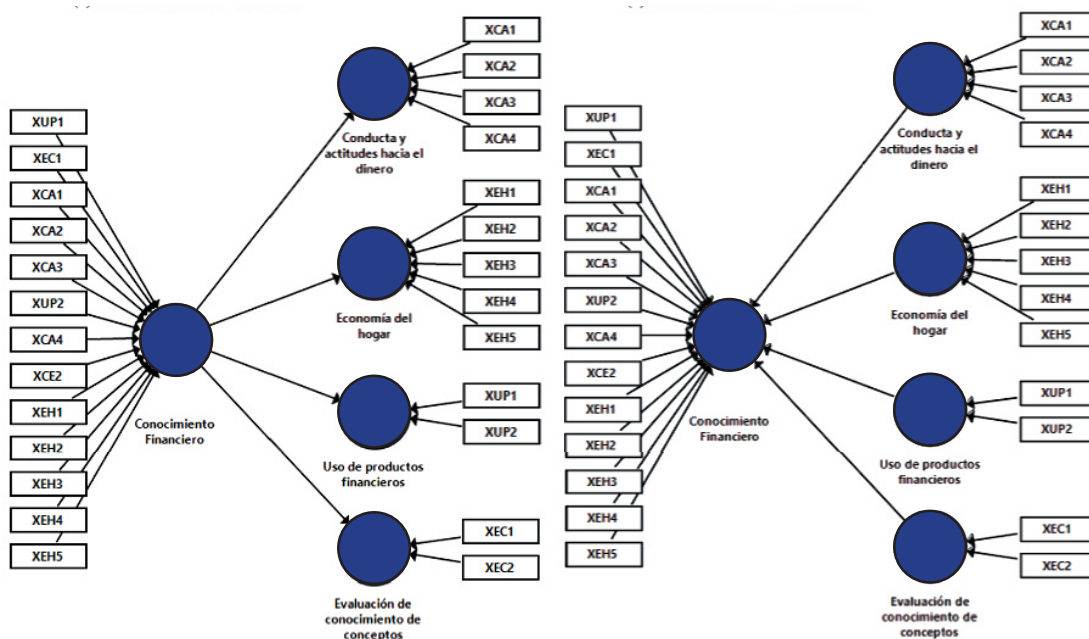 XUP1
XEC1
XCA1
XCA2
XCA3
XUP2
XCA4
XCE2
XEH1
XEH2
XEH3
XEH4
XEH5
Conocimiento
Financiero
Conducta y
actitudes hacia el
dinero
Economía del
hogar
Uso de productos
financieros
Evaluación de
conocimiento de
conceptos
XCA1
XCA2
XCA3
XCA4
XEH1
XEH2
XEH3
XEH4
XEH5
XUP1
XUP2
XEC1
XEC2
XUP1
XEC1
XCA1
XCA2
XCA3
XUP2
XCA4
XCE2
XEH1
XEH2
XEH3
XEH4
XEH5
Conocimiento
Financiero
Conducta y
actitudes hacia el
dinero
Economía del
hogar
Uso de productos
financieros
Evaluación de
conocimiento de
conceptos
XCA1
XCA2
XCA3
XCA4
XEH1
XEH2
XEH3
XEH4
XEH5
XUP1
XUP2
XEC1
XEC2